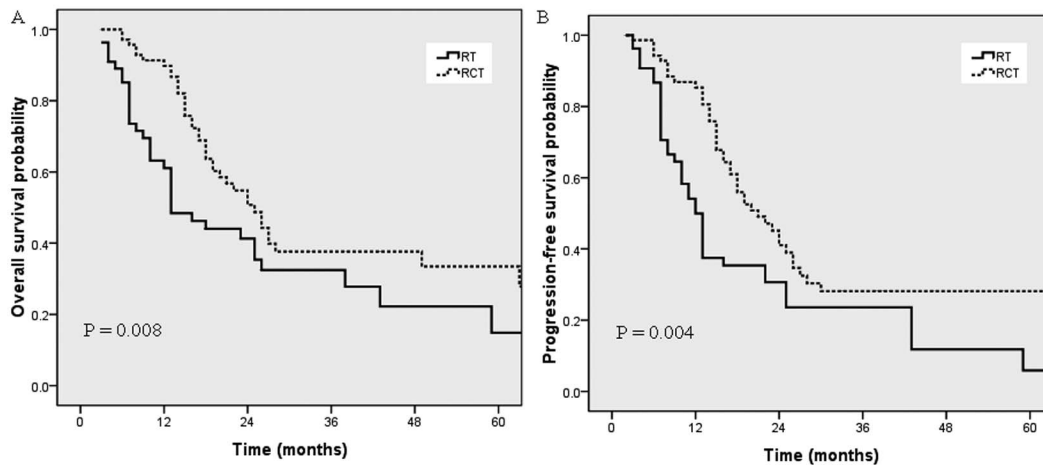 A
Overall survival probability
1.0
0.8
0.6
0.4
0.2
0.0
RT
RCT
P = 0.008
0
12
24
36
48
60
Time (months)
B
Progression-free survival probability
1.0
0.8
0.6
0.4
0.2
0.0
RT
RCT
P = 0.004
0
12
24
36
48
60
Time (months)